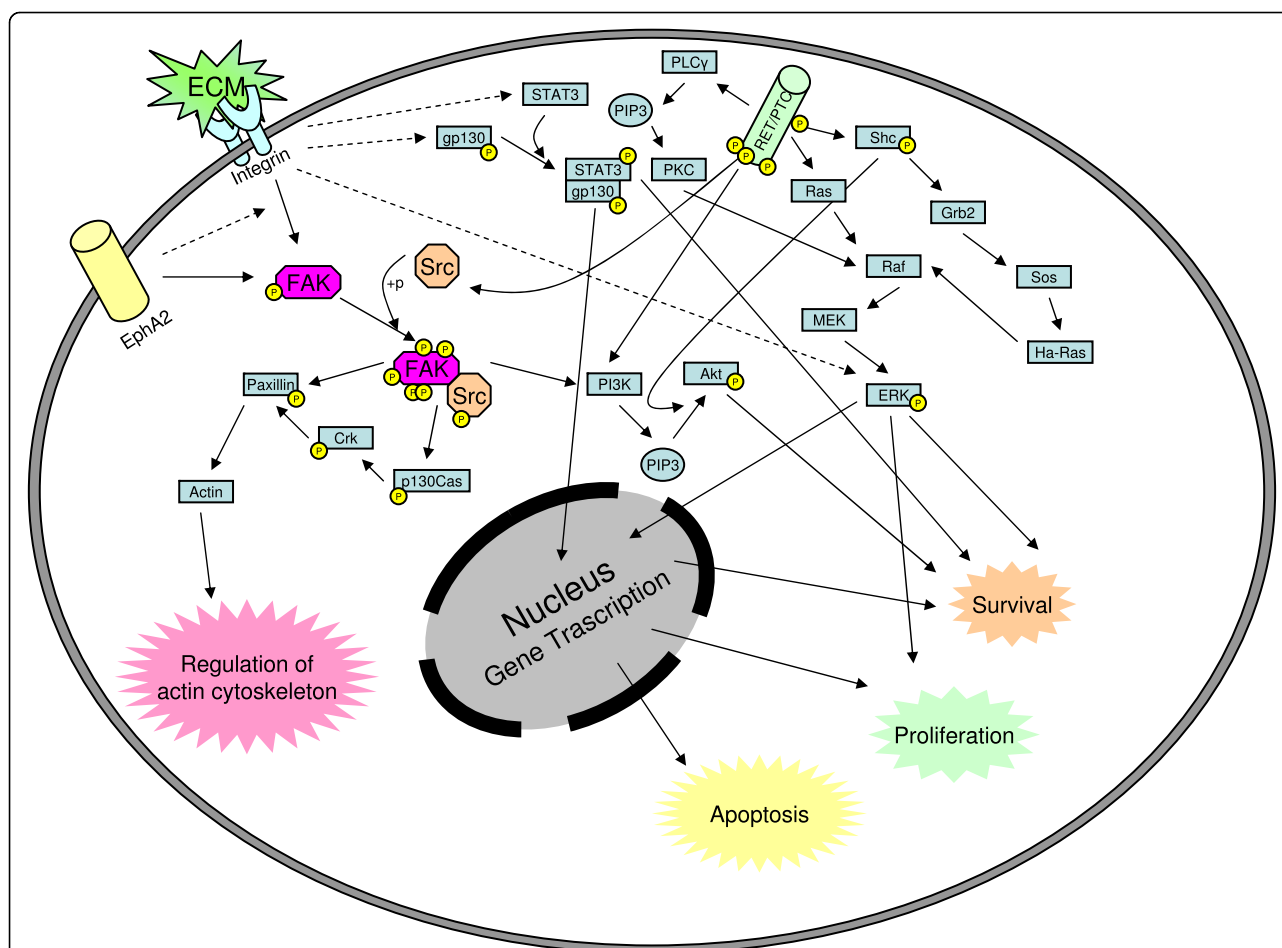 ECM
Integrin
EphA2
STAT3
gp130
P
STAT3
gp130
P
P
PLCγ
PIP3
PKC
RET/PTC
P
P
P
P
Shc
P
Ras
Grb2
Raf
Sos
MEK
Ha-Ras
ERK
P
FAK
P
Src
+p
FAK
Src
P
P
P
P
P
P
Paxillin
P
Crk
P
p130Cas
P
Actin
PI3K
Akt
P
PIP3
Nucleus
Gene Trascription
Regulation of
actin cytoskeleton
Survival
Proliferation
Apoptosis